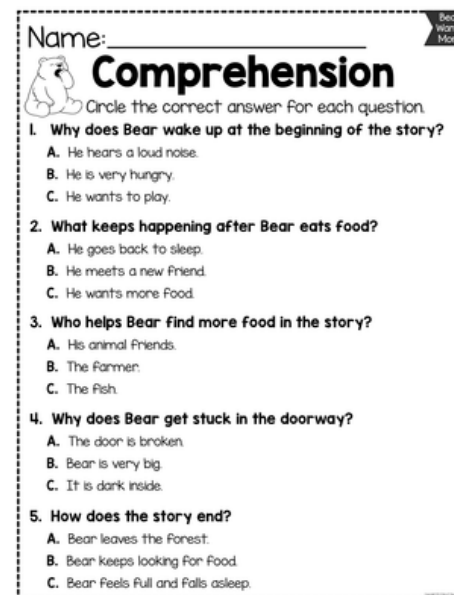 Name:
Comprehension
Circle the correct answer for each question.
1. Why does Bear wake up at the beginning of the story?
A. He hears a loud noise.
B. He is very hungry.
C. He wants to play.
2. What keeps happening after Bear eats food?
A. He goes back to sleep.
B. He meets a new friend.
C. He wants more food.
3. Who helps Bear find more food in the story?
A. His animal friends.
B. The farmer.
C. The fish.
4. Why does Bear get stuck in the doorway?
A. The door is broken.
B. Bear is very big.
C. It is dark inside.
5. How does the story end?
A. Bear leaves the forest.
B. Bear keeps looking for food.
C. Bear feels full and falls asleep.